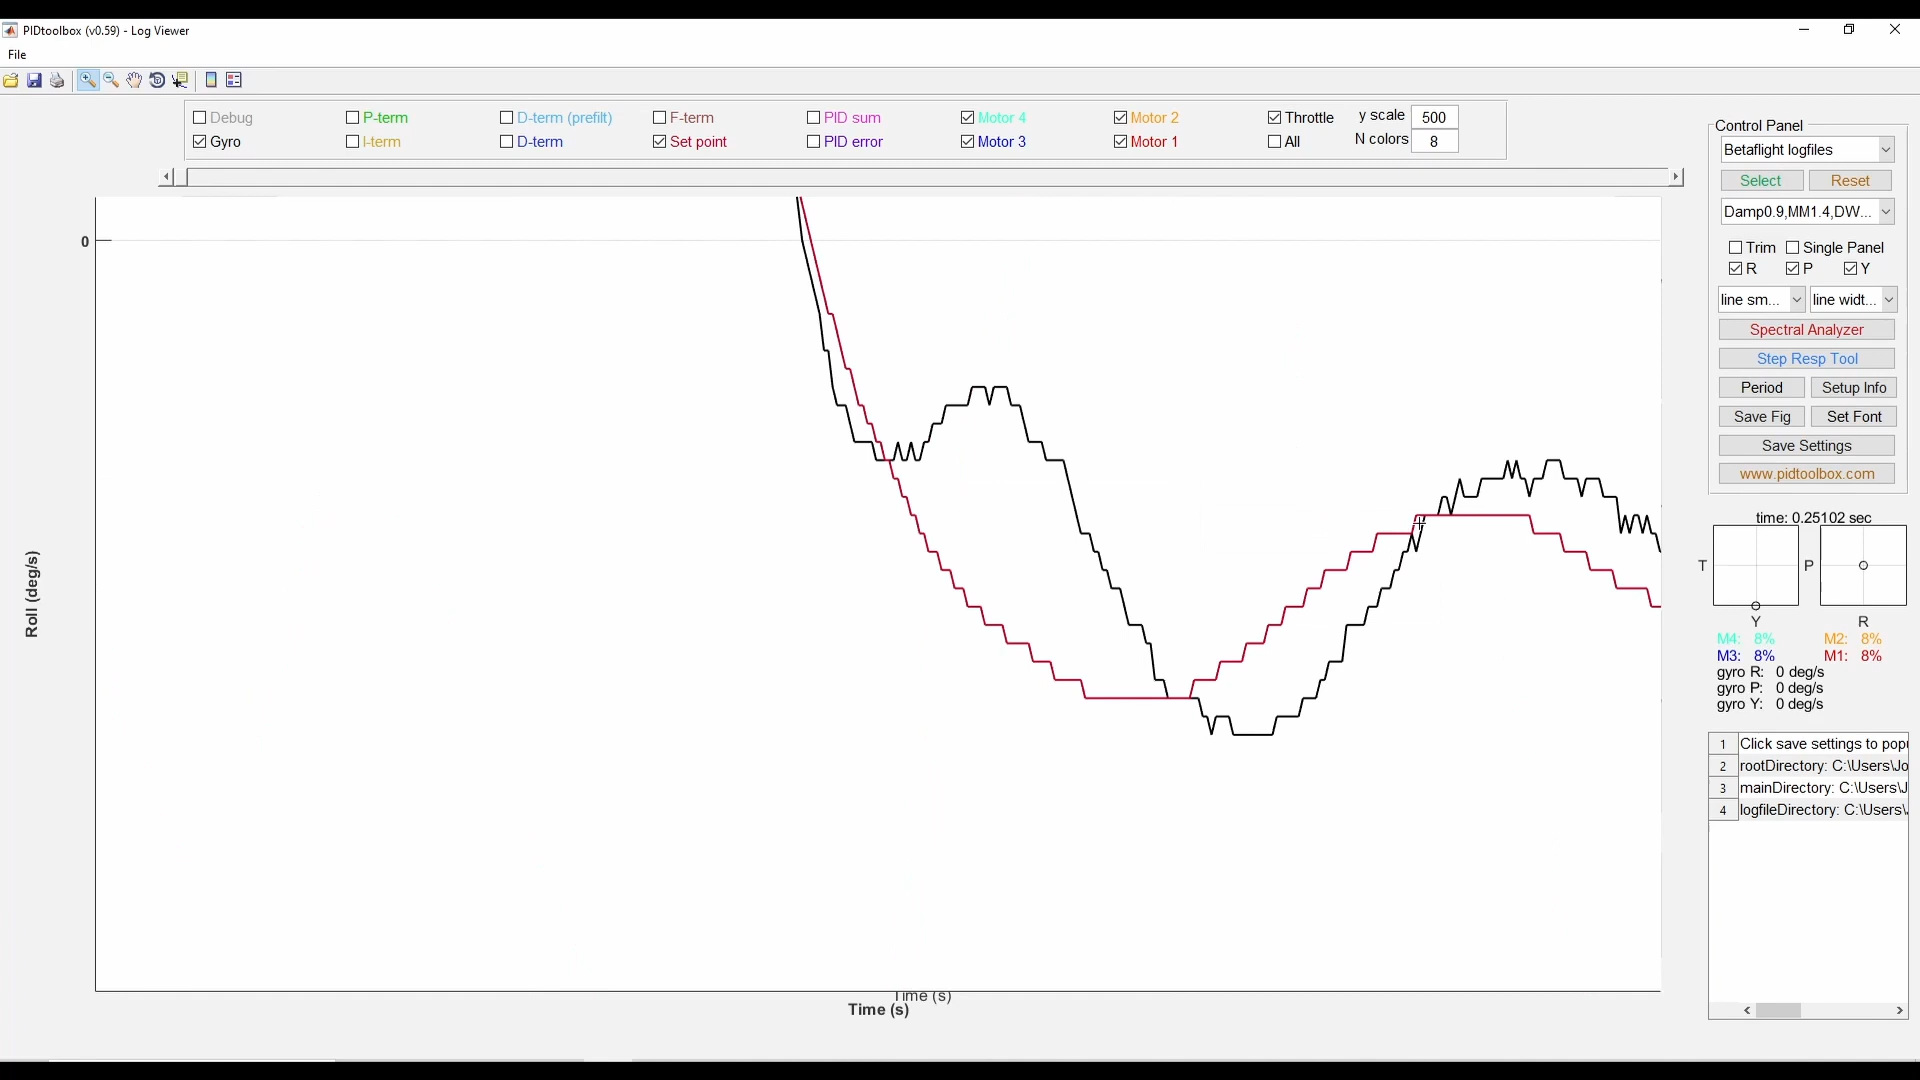 PIDtoolbox (v0.59) - Log Viewer
File
Debug P-term D-term (prefilt) F-term PID sum Motor 4 Motor 2 Throttle y scale 500
Gyro I-term D-term Set point PID error Motor 3 Motor 1 All N colors 8
Control Panel
Betaflight logfiles
Select Reset
Damp0.9,MM1.4,DW...
Trim Single Panel
R P Y
line sm... line widt...
Spectral Analyzer
Step Resp Tool
Period Setup Info
Save Fig Set Font
Save Settings
www.pidtoolbox.com
time: 0.25102 sec
T P
Y R
M4: 8% M2: 8%
M3: 8% M1: 8%
gyro R: 0 deg/s
gyro P: 0 deg/s
gyro Y: 0 deg/s
1 Click save settings to pop
2 rootDirectory: C:\Users\Jo
3 mainDirectory: C:\Users\J
4 logfileDirectory: C:\Users\
0
Roll (deg/s)
Time (s)
Time (s)